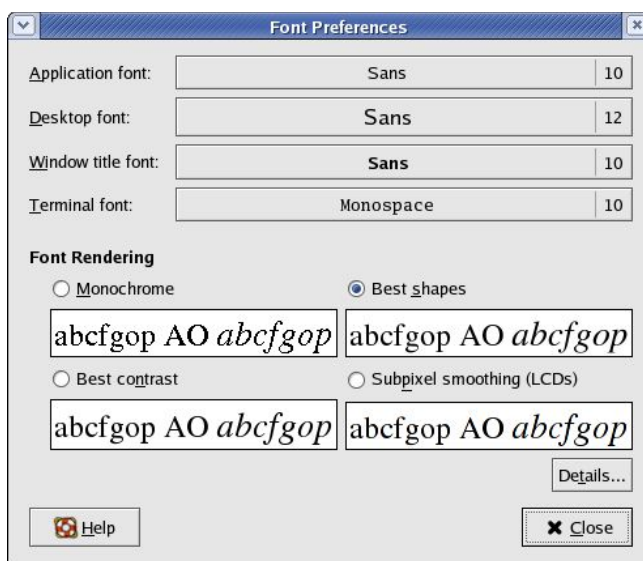 Font Preferences
Application font: Sans 10
Desktop font: Sans 12
Window title font: Sans 10
Terminal font: Monospace 10
Font Rendering
Monochrome Best shapes
abcfgop AO abcfgop abcfgop AO abcfgop
Best contrast Subpixel smoothing (LCDs)
abcfgop AO abcfgop abcfgop AO abcfgop
Details...
Help Close